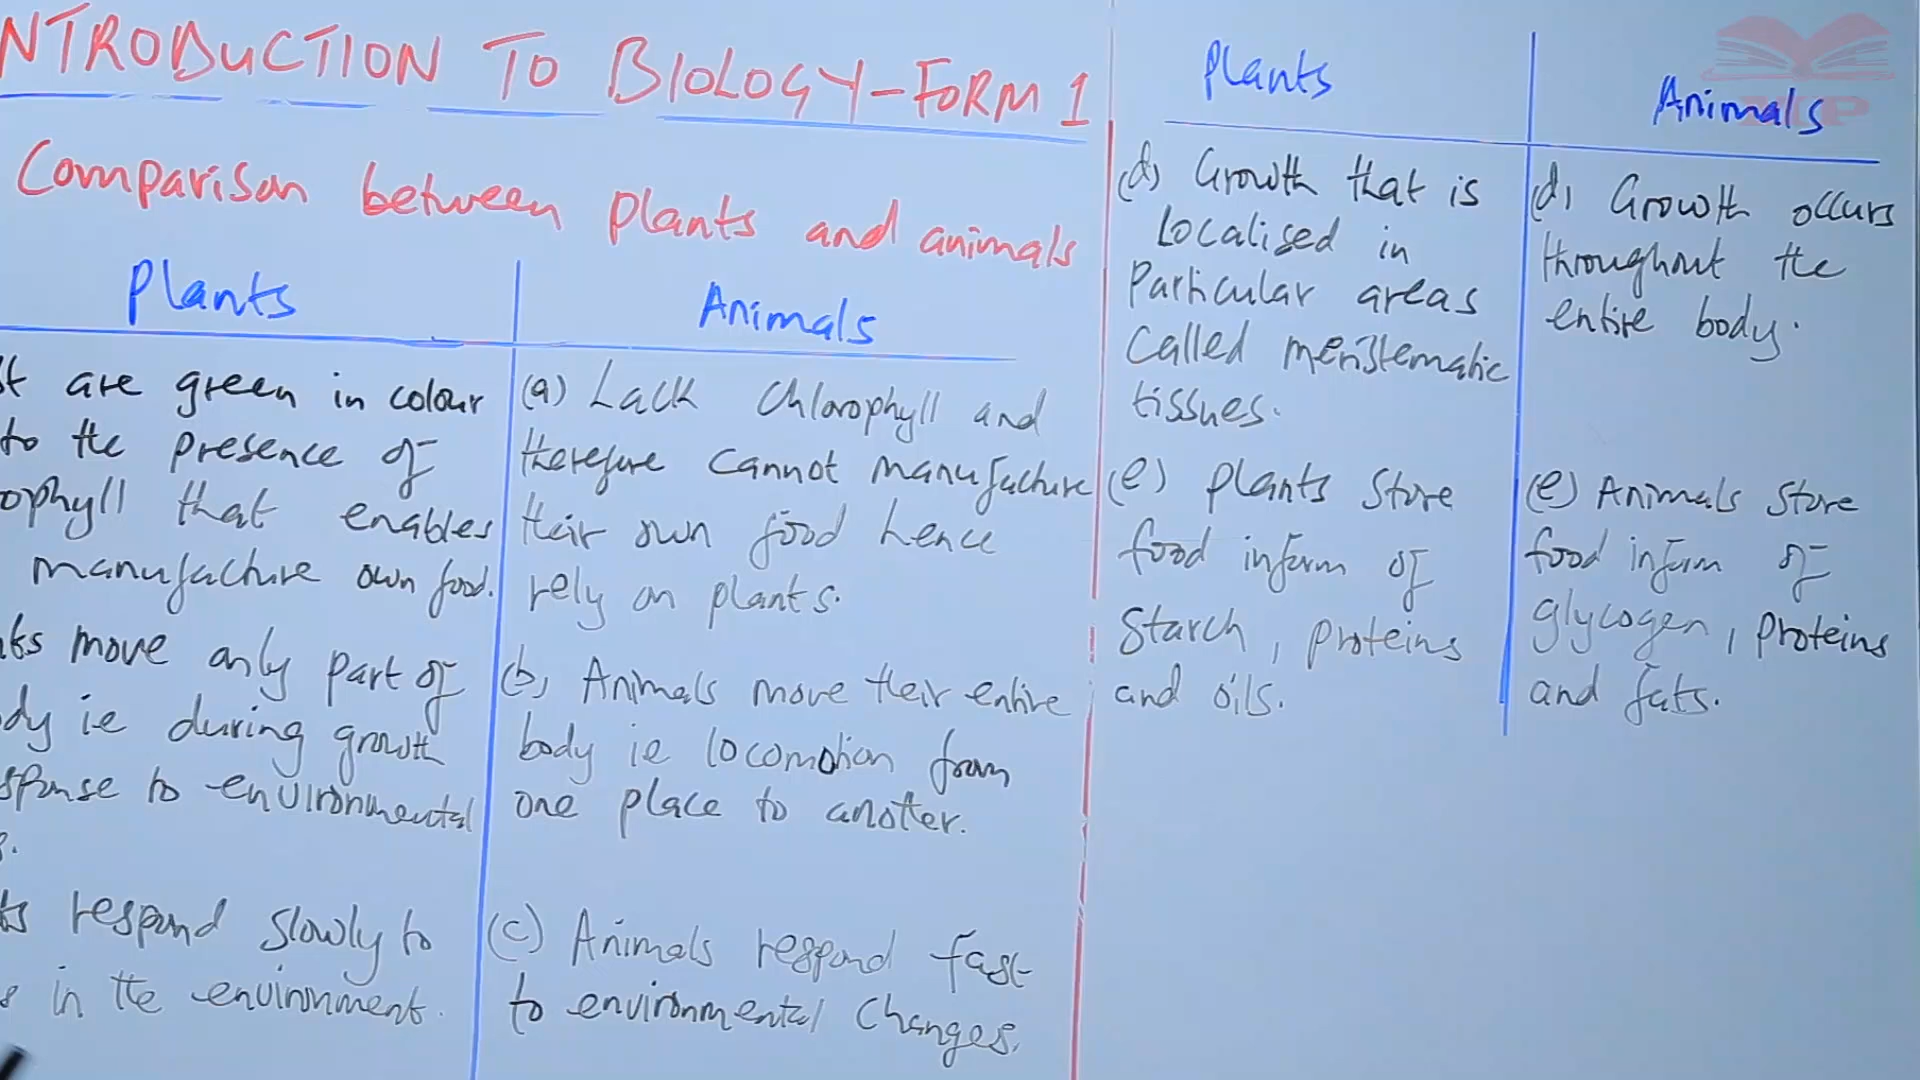 NTRODUCTION TO BIOLOGY-FORM 1
Comparison between plants and animals
Plants
Animals
st are green in colour
to the presence of
ophyll that enables
manufacture own food.
nts move only part of
dy ie during growth
sponse to environmental
s.
ts respond slowly to
s in the environment.
(a) Lack chlorophyll and
therefore cannot manufacture
their own food hence
rely on plants.
(b) Animals move their entire
body ie locomotion from
one place to another.
(c) Animals respond fast
to environmental changes.
Plants
Animals
(d) Growth that is
localised in
Particular areas
Called meristematic
tissues.
(e) Plants store
food inform of
Starch, proteins
and oils.
(d) Growth occurs
throughout the
entire body.
(e) Animals store
food inform of
glycogen, proteins
and fats.